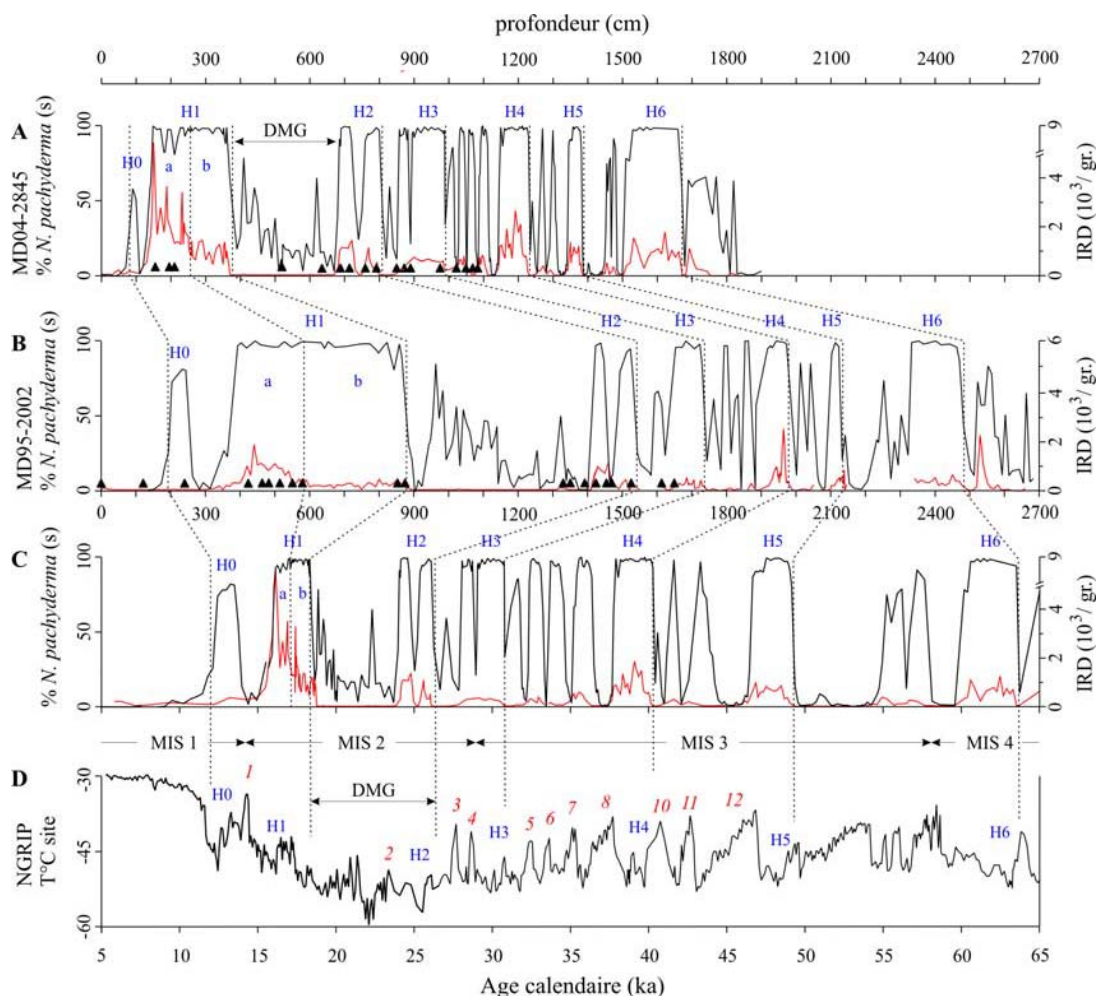 profondeur (cm)
0 300 600 900 1200 1500 1800 2100 2400 2700
A
MD04-2845
% N. pachyderma (s)
100
50
0
H0
H1
a
b
DMG
H2
H3
H4
H5
H6
9
4
2
0
IRD (10³/ gr.)
B
MD95-2002
% N. pachyderma (s)
100
50
0
H0
H1
a
b
H2
H3
H4
H5
H6
6
4
2
0
IRD (10³/ gr.)
0 300 600 900 1200 1500 1800 2100 2400 2700
C
% N. pachyderma (s)
100
50
0
H0
H1
a
b
H2
H3
H4
H5
H6
9
4
2
0
IRD (10³/ gr.)
MIS 1
MIS 2
MIS 3
MIS 4
D
NGRIP
T°C site
-30
-45
-60
H0
1
H1
DMG
2
H2
3
4
H3
5
6
7
8
H4
10
11
12
H5
H6
5 10 15 20 25 30 35 40 45 50 55 60 65
Age calendaire (ka)